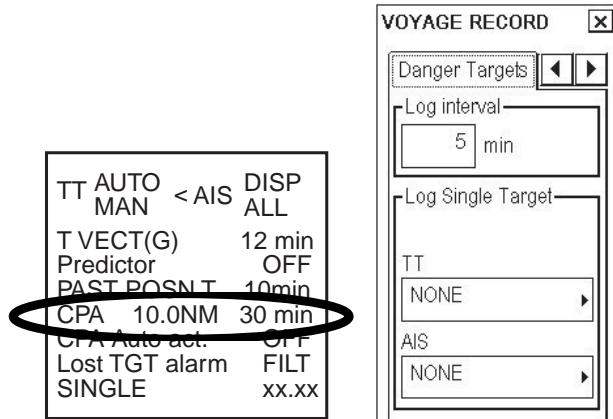 TT AUTO MAN < AIS DISP ALL
T VECT(G) 12 min
Predictor OFF
PAST POSN T 10min
CPA 10.0NM 30 min
CPA Auto act. OFF
Lost TGT alarm FILT
SINGLE xx.xx
VOYAGE RECORD
Danger Targets
Log interval
5 min
Log Single Target
TT
NONE
AIS
NONE